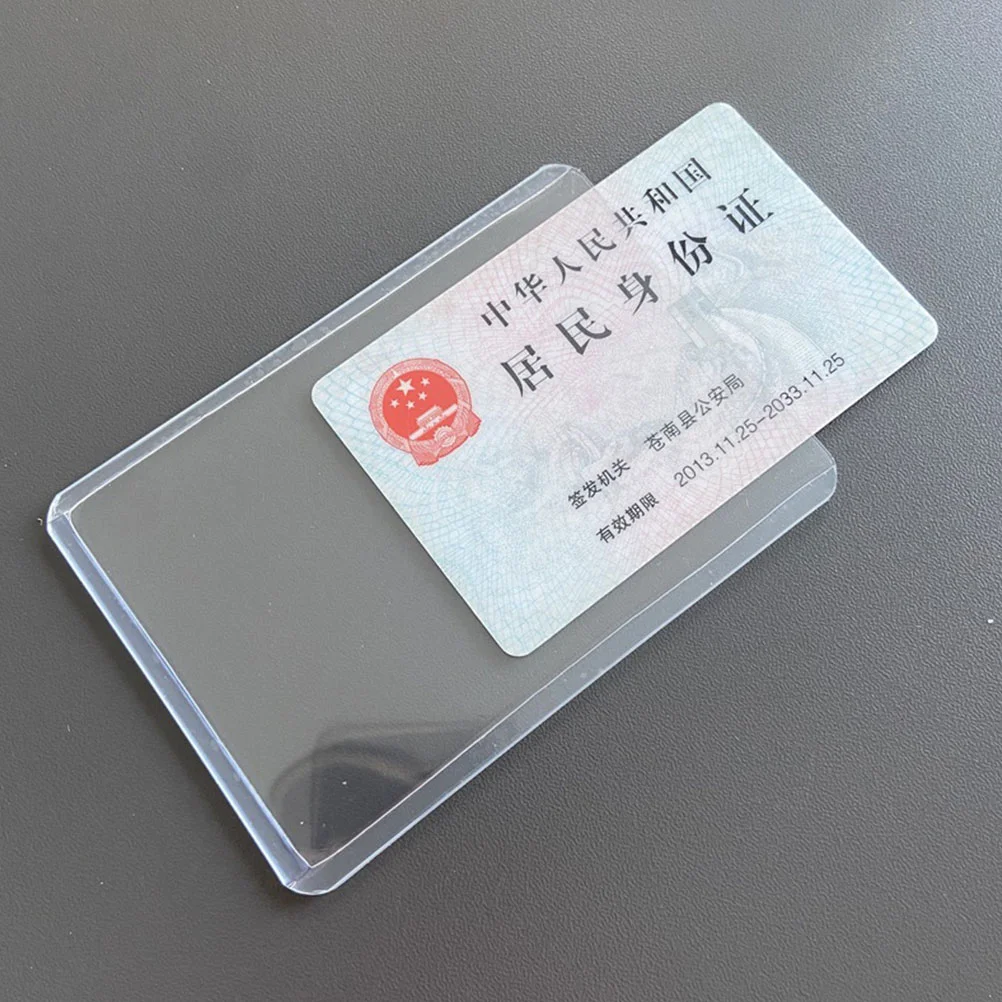 中华人民共和国
居民身份证
签发机关 苍南县公安局
有效期限 2013.11.25-2033.11.25